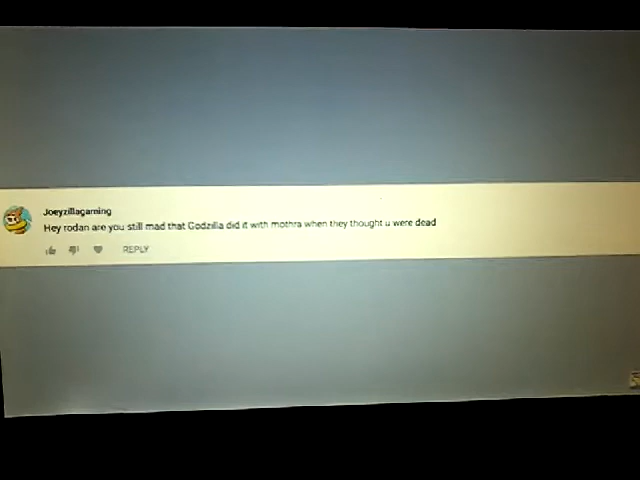 Joeyzillagaming
Hey rodan are you still mad that Godzilla did it with mothra when they thought u were dead
REPLY